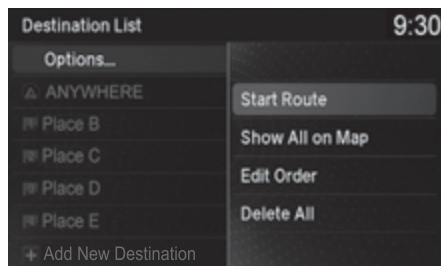 Destination List
9:30
Options...
ANYWHERE
Place B
Place C
Place D
Place E
Add New Destination
Start Route
Show All on Map
Edit Order
Delete All